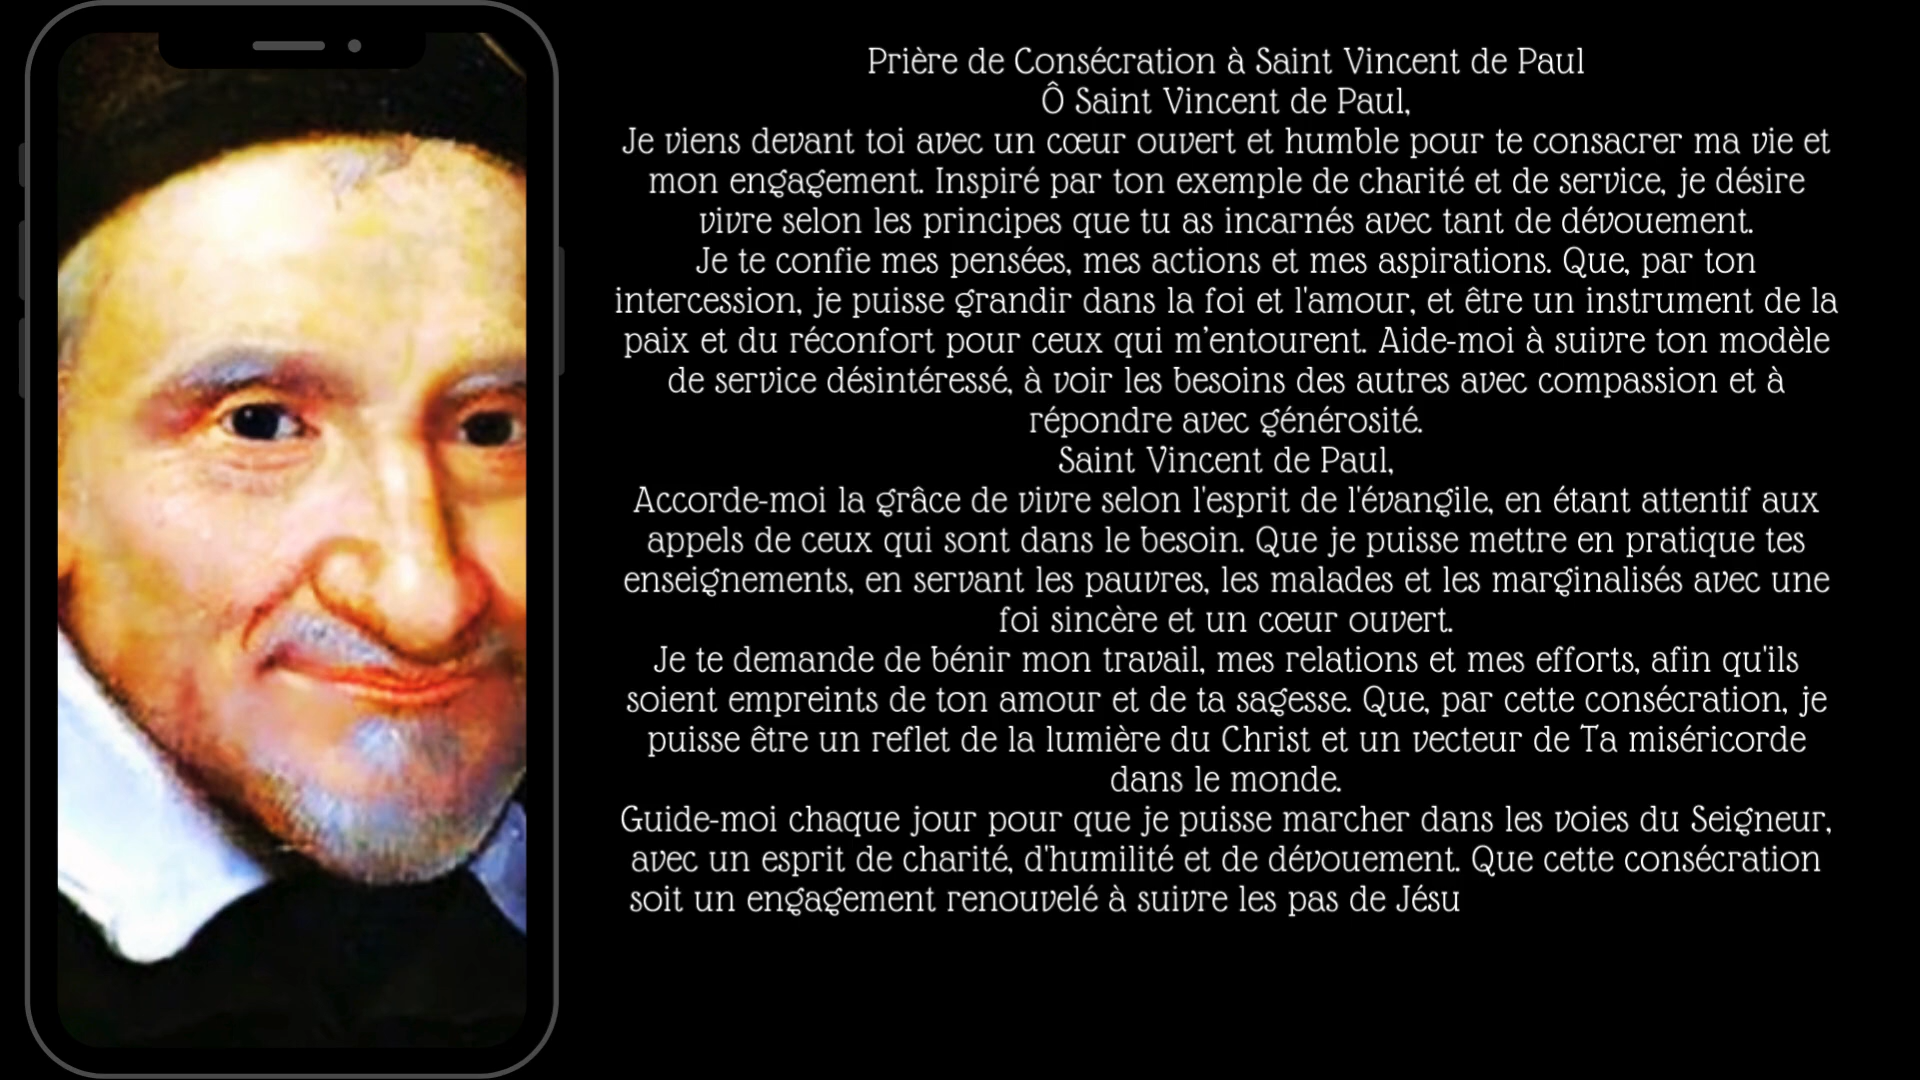 Prière de Consécration à Saint Vincent de Paul
Ô Saint Vincent de Paul,
Je viens devant toi avec un cœur ouvert et humble pour te consacrer ma vie et
mon engagement. Inspiré par ton exemple de charité et de service, je désire
vivre selon les principes que tu as incarnés avec tant de dévouement.
Je te confie mes pensées, mes actions et mes aspirations. Que, par ton
intercession, je puisse grandir dans la foi et l'amour, et être un instrument de la
paix et du réconfort pour ceux qui m’entourent. Aide-moi à suivre ton modèle
de service désintéressé, à voir les besoins des autres avec compassion et à
répondre avec générosité.
Saint Vincent de Paul,
Accorde-moi la grâce de vivre selon l'esprit de l'évangile, en étant attentif aux
appels de ceux qui sont dans le besoin. Que je puisse mettre en pratique tes
enseignements, en servant les pauvres, les malades et les marginalisés avec une
foi sincère et un cœur ouvert.
Je te demande de bénir mon travail, mes relations et mes efforts, afin qu'ils
soient empreints de ton amour et de ta sagesse. Que, par cette consécration, je
puisse être un reflet de la lumière du Christ et un vecteur de Ta miséricorde
dans le monde.
Guide-moi chaque jour pour que je puisse marcher dans les voies du Seigneur,
avec un esprit de charité, d'humilité et de dévouement. Que cette consécration
soit un engagement renouvelé à suivre les pas de Jésu